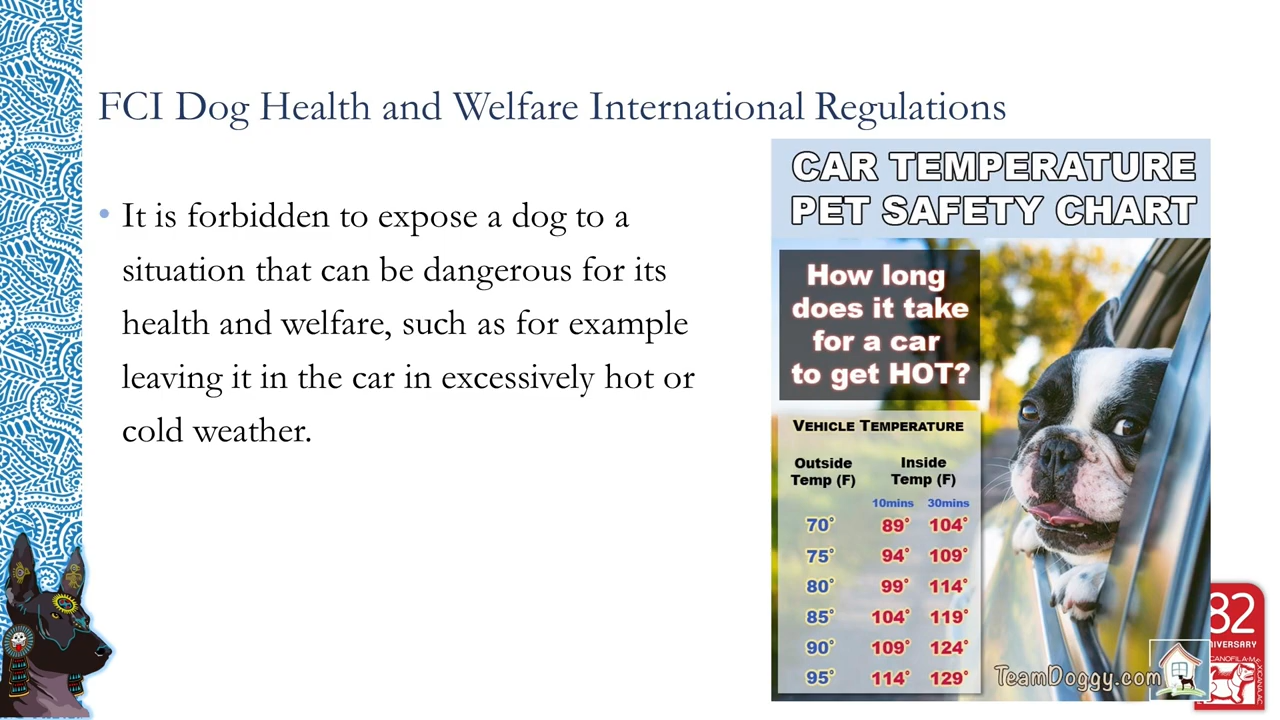 FCI Dog Health and Welfare International Regulations
• It is forbidden to expose a dog to a
situation that can be dangerous for its
health and welfare, such as for example
leaving it in the car in excessively hot or
cold weather.
CAR TEMPERATURE
PET SAFETY CHART
How long
does it take
for a car
to get HOT?
VEHICLE TEMPERATURE
Outside Temp (F) Inside Temp (F)
10mins 30mins
70° 89° 104°
75° 94° 109°
80° 99° 114°
85° 104° 119°
90° 109° 124°
95° 114° 129°
TeamDoggy.com
82